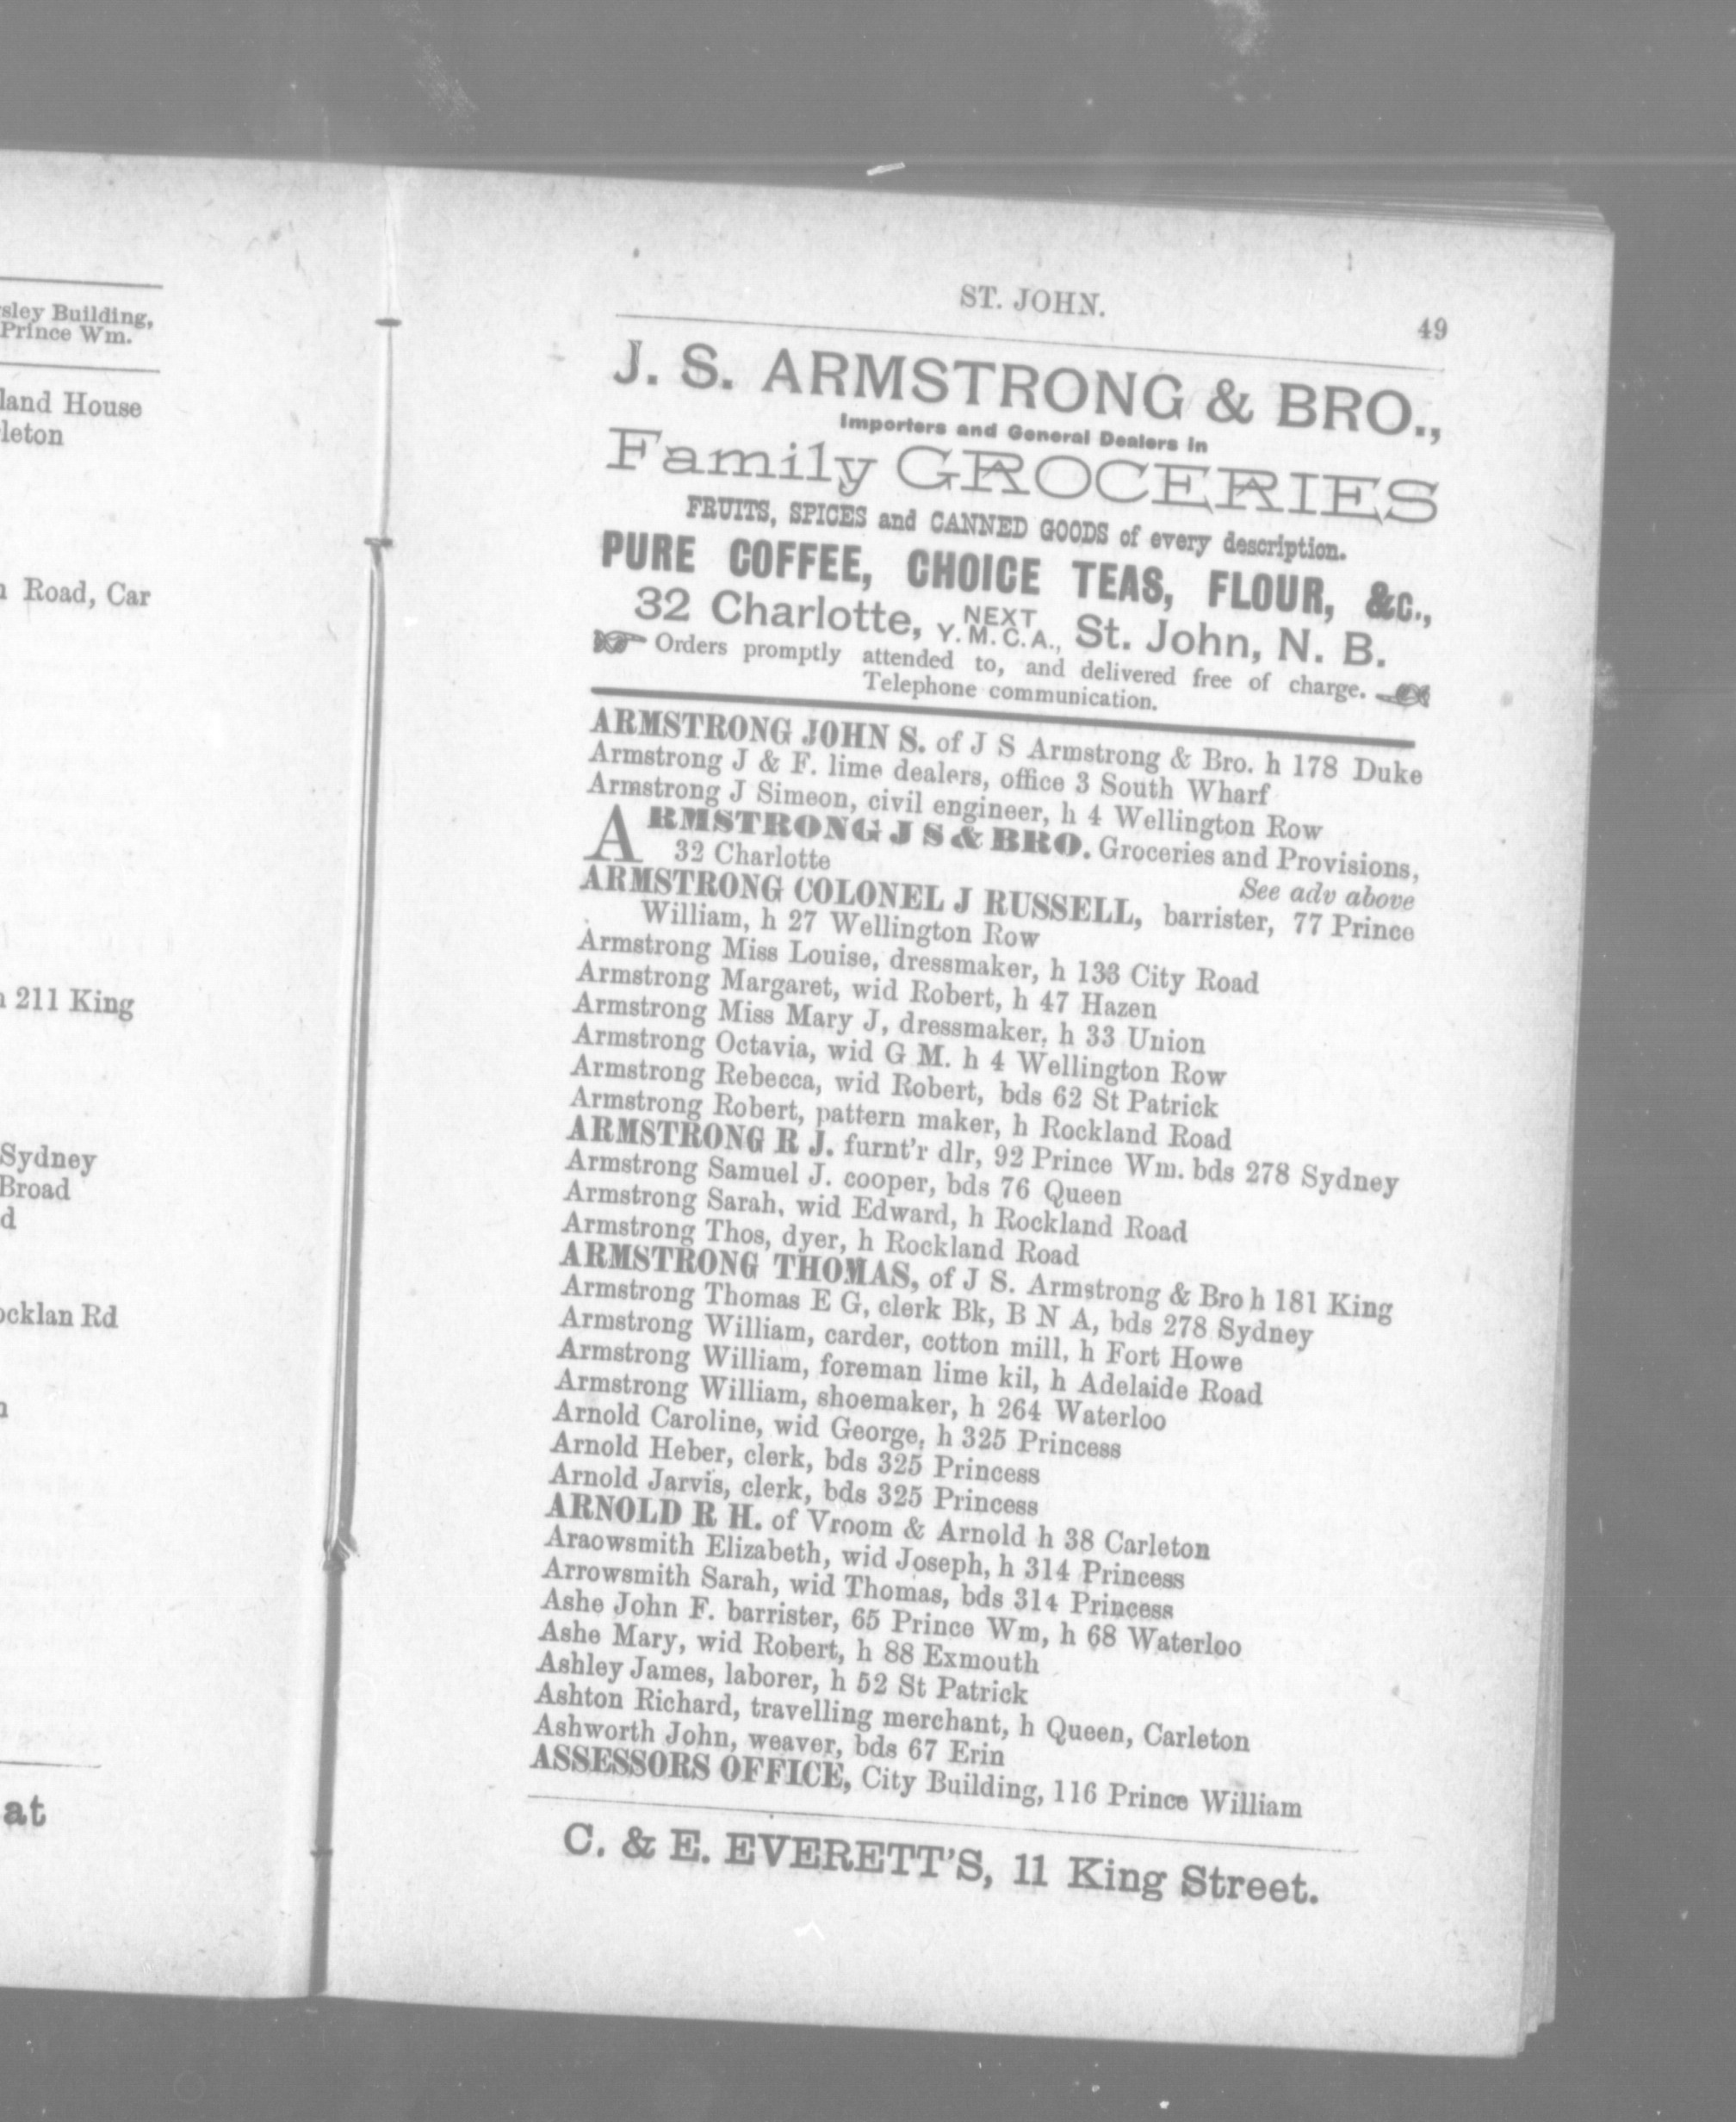 sley Building,
Prince Wm.
land House
leton
Road, Car
211 King
Sydney
Broad
d
ocklan Rd
at
ST. JOHN.
49
J. S. ARMSTRONG & BRO.,
Importers and General Dealers in
Family GROCERIES
FRUITS, SPICES and CANNED GOODS of every description.
PURE COFFEE, CHOICE TEAS, FLOUR, &c.,
32 Charlotte, NEXT Y. M. C. A., St. John, N. B.
Orders promptly attended to, and delivered free of charge.
Telephone communication.
ARMSTRONG JOHN S. of J S Armstrong & Bro. h 178 Duke
Armstrong J & F. lime dealers, office 3 South Wharf
Armstrong J Simeon, civil engineer, h 4 Wellington Row
ARMSTRONG J S & BRO. Groceries and Provisions,
32 Charlotte See adv above
ARMSTRONG COLONEL J RUSSELL, barrister, 77 Prince
William, h 27 Wellington Row
Armstrong Miss Louise, dressmaker, h 133 City Road
Armstrong Margaret, wid Robert, h 47 Hazen
Armstrong Miss Mary J, dressmaker, h 33 Union
Armstrong Octavia, wid G M. h 4 Wellington Row
Armstrong Rebecca, wid Robert, bds 62 St Patrick
Armstrong Robert, pattern maker, h Rockland Road
ARMSTRONG R J. furnt'r dlr, 92 Prince Wm. bds 278 Sydney
Armstrong Samuel J. cooper, bds 76 Queen
Armstrong Sarah, wid Edward, h Rockland Road
Armstrong Thos, dyer, h Rockland Road
ARMSTRONG THOMAS, of J S. Armstrong & Bro h 181 King
Armstrong Thomas E G, clerk Bk, B N A, bds 278 Sydney
Armstrong William, carder, cotton mill, h Fort Howe
Armstrong William, foreman lime kil, h Adelaide Road
Armstrong William, shoemaker, h 264 Waterloo
Arnold Caroline, wid George, h 325 Princess
Arnold Heber, clerk, bds 325 Princess
Arnold Jarvis, clerk, bds 325 Princess
ARNOLD R H. of Vroom & Arnold h 38 Carleton
Araowsmith Elizabeth, wid Joseph, h 314 Princess
Arrowsmith Sarah, wid Thomas, bds 314 Princess
Ashe John F. barrister, 65 Prince Wm, h 68 Waterloo
Ashe Mary, wid Robert, h 88 Exmouth
Ashley James, laborer, h 52 St Patrick
Ashton Richard, travelling merchant, h Queen, Carleton
Ashworth John, weaver, bds 67 Erin
ASSESSORS OFFICE, City Building, 116 Prince William
C. & E. EVERETT'S, 11 King Street.